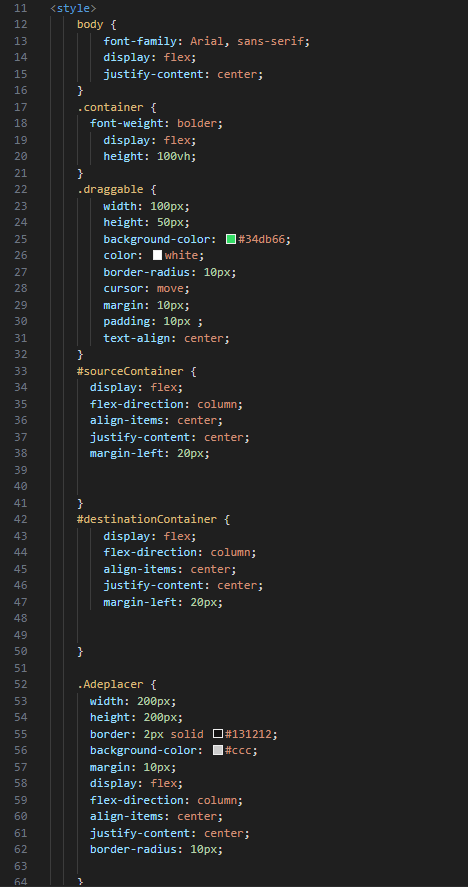 11 <style>
12 body {
13 font-family: Arial, sans-serif;
14 display: flex;
15 justify-content: center;
16 }
17 .container {
18 font-weight: bolder;
19 display: flex;
20 height: 100vh;
21 }
22 .draggable {
23 width: 100px;
24 height: 50px;
25 background-color: #34db66;
26 color: white;
27 border-radius: 10px;
28 cursor: move;
29 margin: 10px;
30 padding: 10px ;
31 text-align: center;
32 }
33 #sourceContainer {
34 display: flex;
35 flex-direction: column;
36 align-items: center;
37 justify-content: center;
38 margin-left: 20px;
39
40
41 }
42 #destinationContainer {
43 display: flex;
44 flex-direction: column;
45 align-items: center;
46 justify-content: center;
47 margin-left: 20px;
48
49
50 }
51
52 .Adeplacer {
53 width: 200px;
54 height: 200px;
55 border: 2px solid #131212;
56 background-color: #ccc;
57 margin: 10px;
58 display: flex;
59 flex-direction: column;
60 align-items: center;
61 justify-content: center;
62 border-radius: 10px;
63
64 }